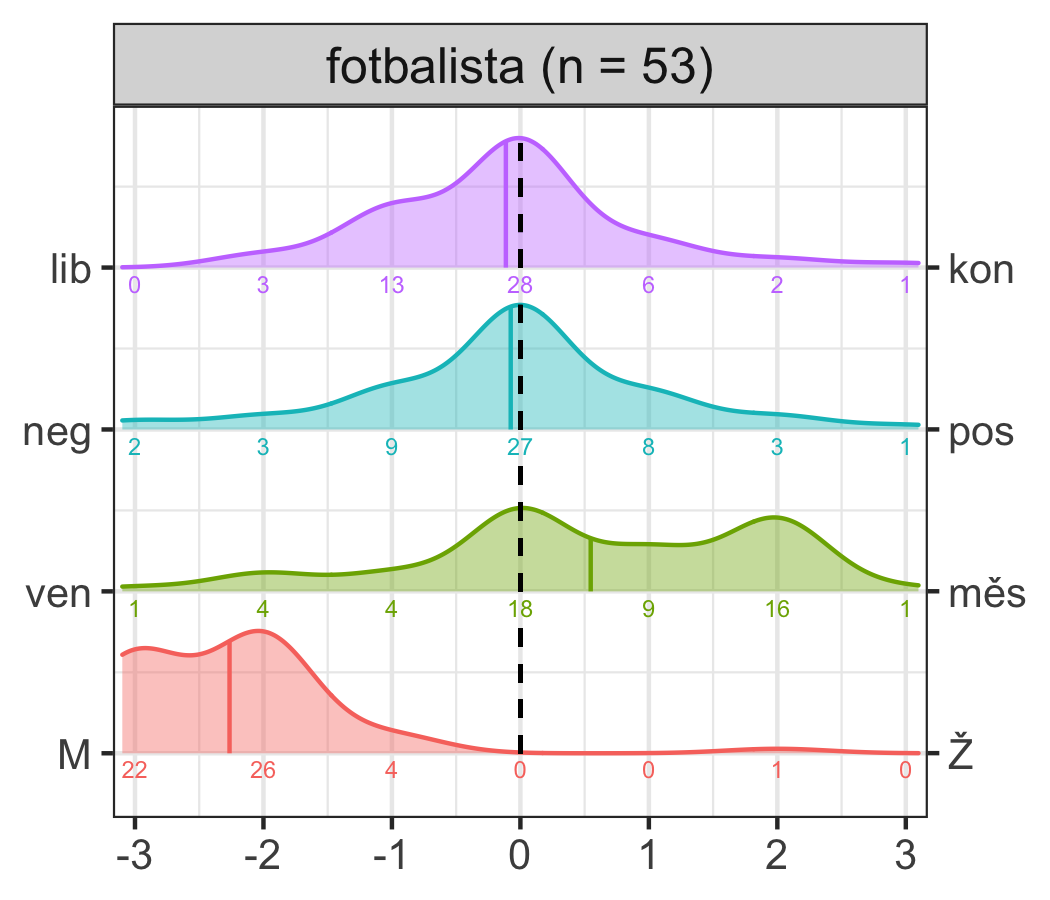 fotbalista (n = 53)
lib kon
0 3 13 28 6 2 1
neg pos
2 3 9 27 8 3 1
ven měs
1 4 4 18 9 16 1
M Ž
22 26 4 0 0 1 0
-3 -2 -1 0 1 2 3